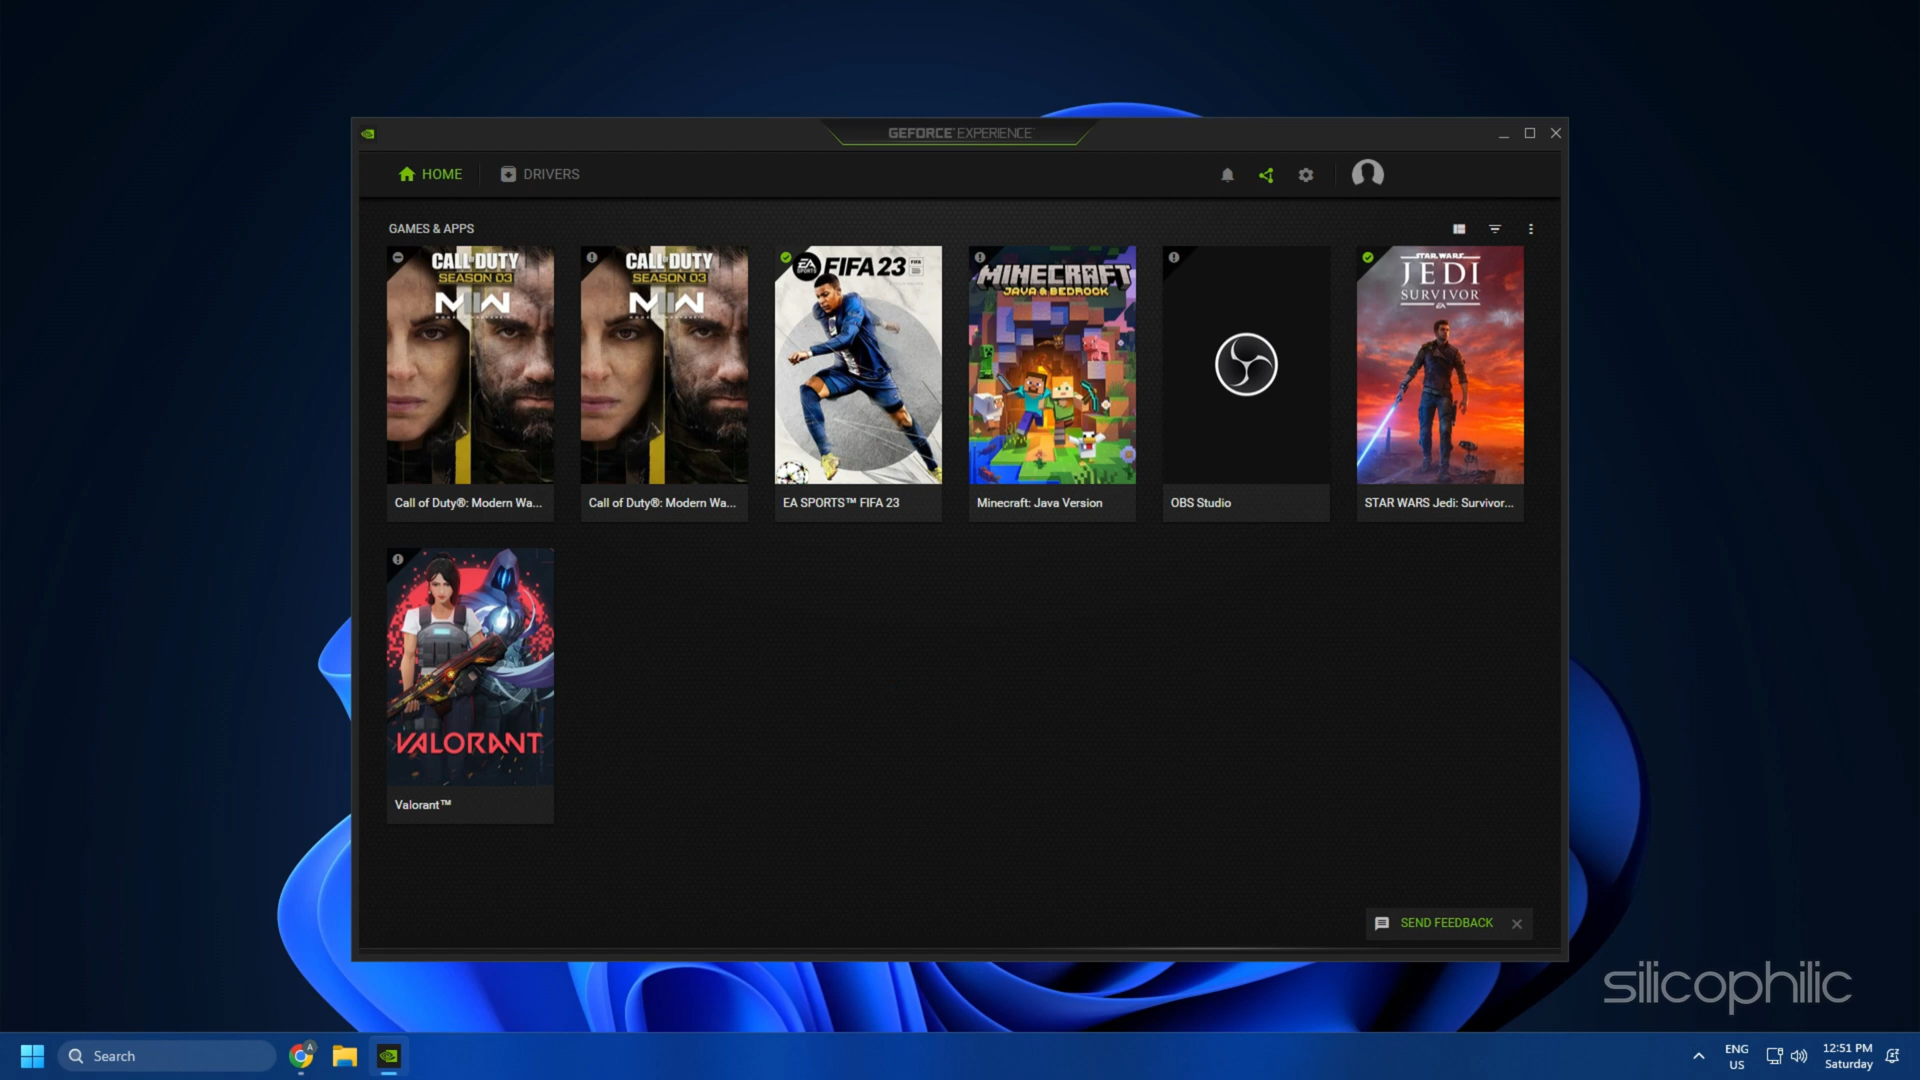 GEFORCE EXPERIENCE
HOME
DRIVERS
GAMES & APPS
CALL OF DUTY
SEASON 03
MW
CALL OF DUTY
SEASON 03
MW
EA SPORTS FIFA 23 FIFA
MINECRAFT
JAVA & BEDROCK
STAR WARS
JEDI
SURVIVOR
EA
Call of Duty®: Modern Wa...
Call of Duty®: Modern Wa...
EA SPORTS™ FIFA 23
Minecraft: Java Version
OBS Studio
STAR WARS Jedi: Survivor...
VALORANT
Valorant™
SEND FEEDBACK
silicophilic
Search
A
ENG
US
12:51 PM
Saturday